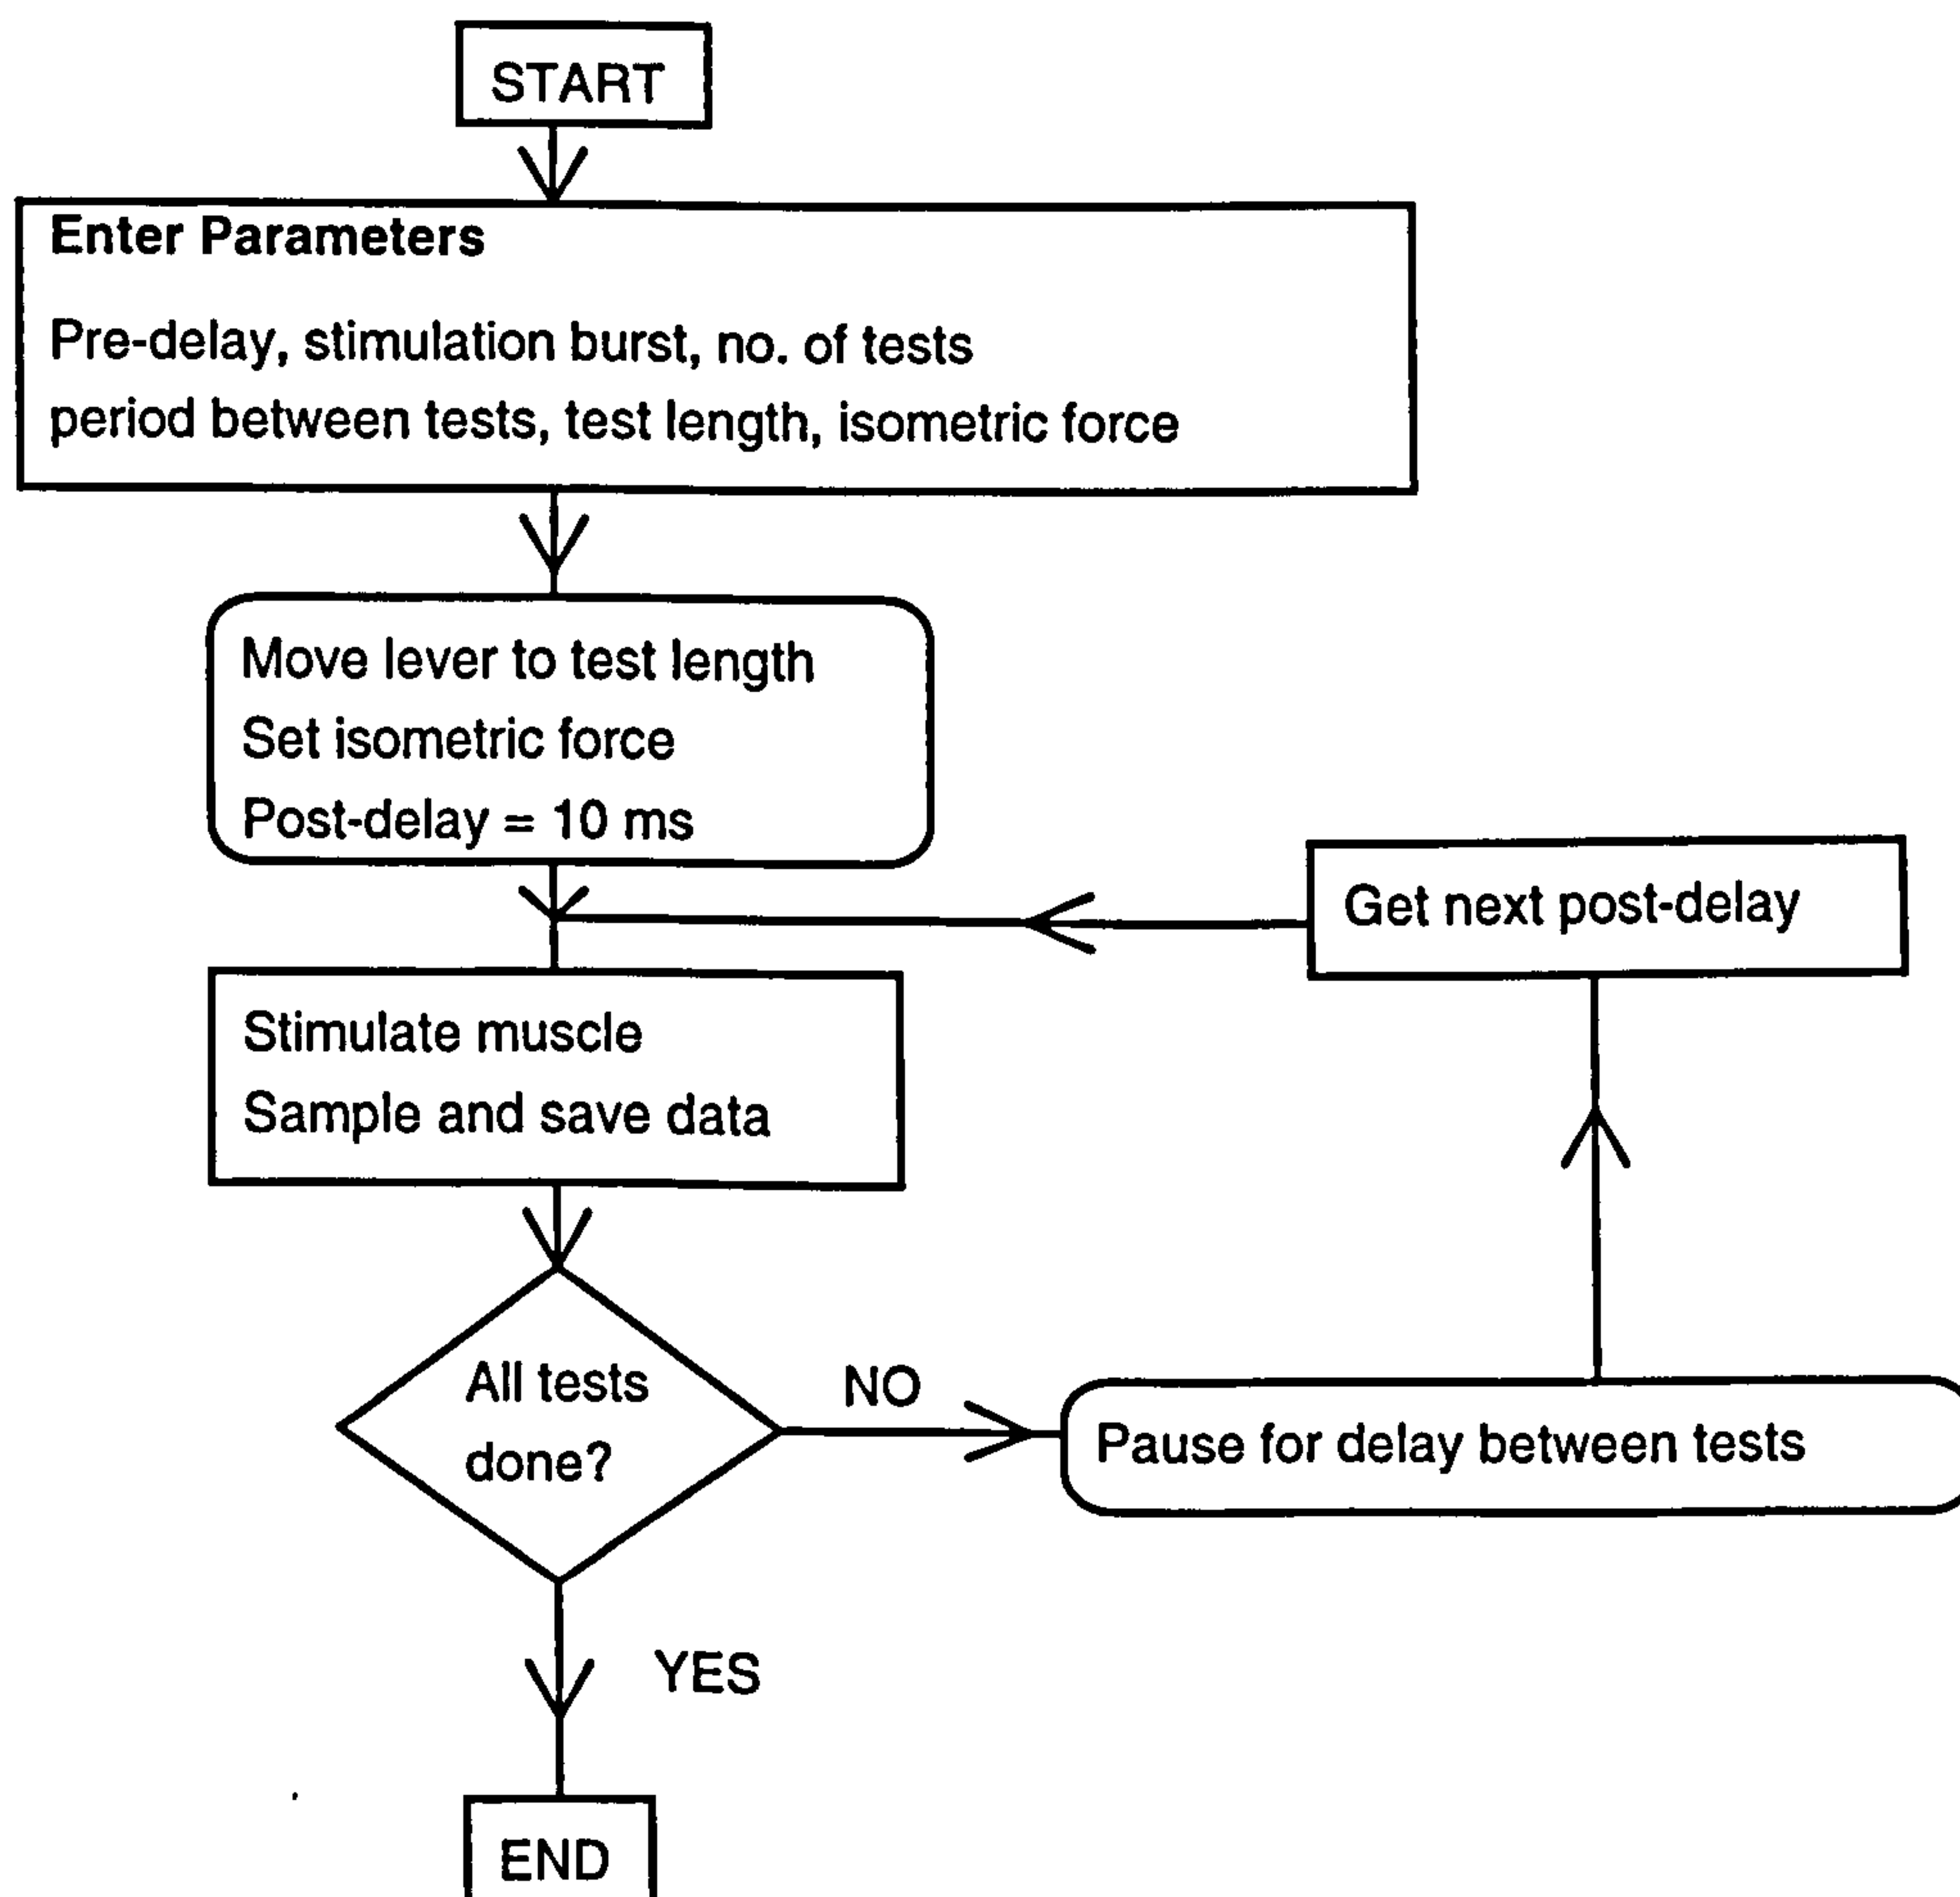 START
Enter Parameters
Pre-delay, stimulation burst, no. of tests
period between tests, test length, isometric force
Move lever to test length
Set isometric force
Post-delay = 10 ms
Get next post-delay
Stimulate muscle
Sample and save data
All tests
done?
NO
Pause for delay between tests
YES
END